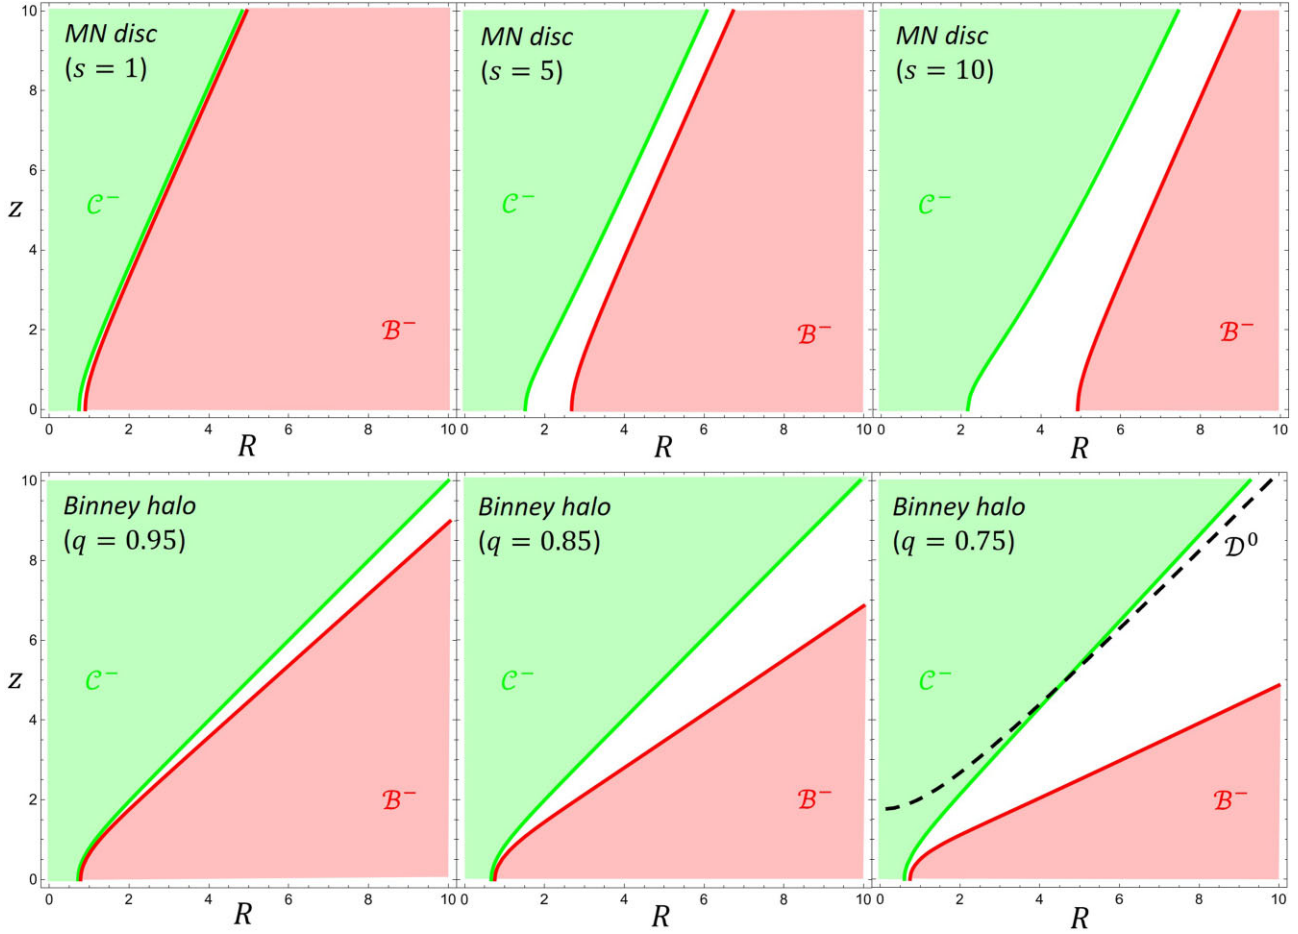 MN disc
(s = 1)
C⁻
B⁻
z
10
8
6
4
2
0
0 2 4 6 8 10
R
MN disc
(s = 5)
C⁻
B⁻
0 2 4 6 8 10
R
MN disc
(s = 10)
C⁻
B⁻
0 2 4 6 8 10
R
Binney halo
(q = 0.95)
C⁻
B⁻
z
10
8
6
4
2
0
0 2 4 6 8 10
R
Binney halo
(q = 0.85)
C⁻
B⁻
0 2 4 6 8 10
R
Binney halo
(q = 0.75)
D⁰
C⁻
B⁻
0 2 4 6 8 10
R